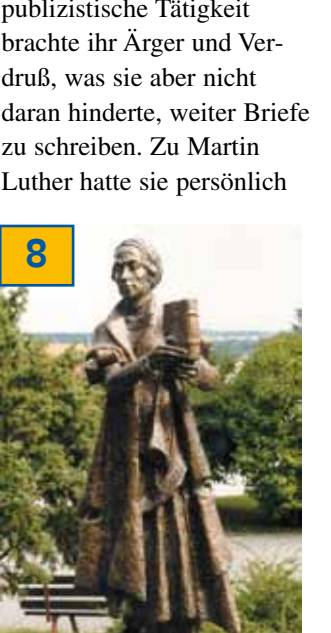 publizistische Tätigkeit
brachte ihr Ärger und Ver-
druß, was sie aber nicht
daran hinderte, weiter Briefe
zu schreiben. Zu Martin
Luther hatte sie persönlich
8